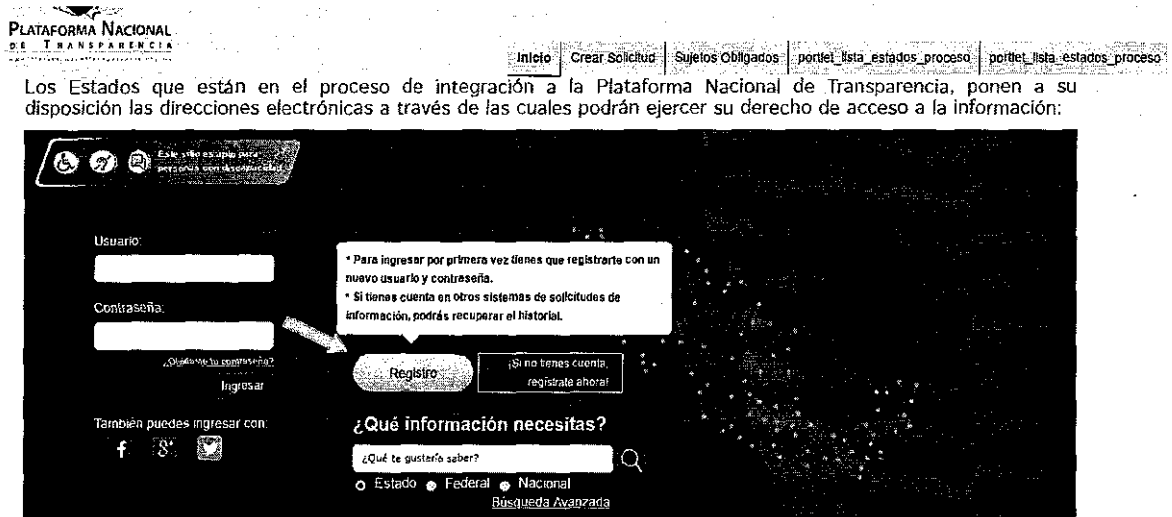 PLATAFORMA NACIONAL
DE TRANSPARENCIA
Inicio Crear Solicitud Sujetos Obligados portlet_lista_estados_proceso portlet_lista_estados_proceso
Los Estados que están en el proceso de integración a la Plataforma Nacional de Transparencia, ponen a su
disposición las direcciones electrónicas a través de las cuales podrán ejercer su derecho de acceso a la información:
Este sitio es apto para
personas con discapacidad
Usuario:
* Para ingresar por primera vez tienes que registrarte con un
nuevo usuario y contraseña.
* Si tienes cuenta en otros sistemas de solicitudes de
información, podrás recuperar el historial.
Contraseña:
¿Olvidaste tu contraseña?
Ingresar
Registro
¡Si no tienes cuenta,
regístrate ahora!
También puedes ingresar con:
¿Qué información necesitas?
¿Qué te gustaría saber?
Estado Federal Nacional
Búsqueda Avanzada